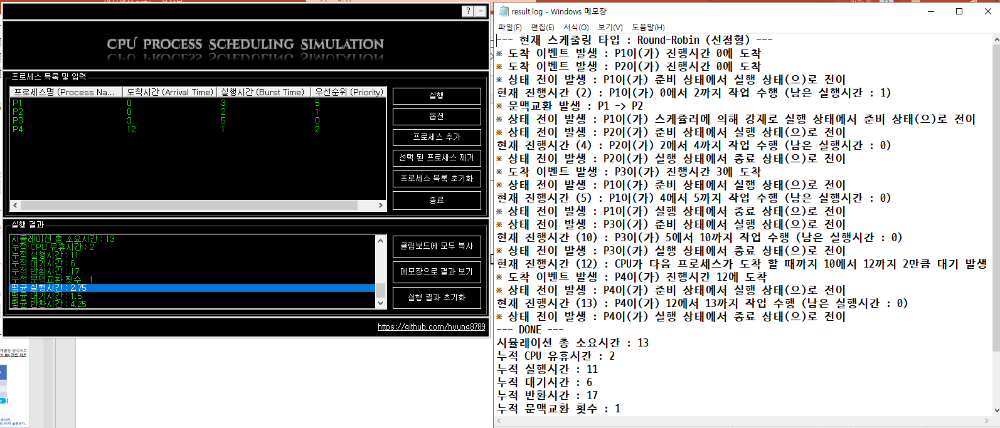 CPU PROCESS SCHEDULING SIMULATION
? -
프로세스 목록 및 입력
프로세스명 (Process Na... 도착시간 (Arrival Time) 실행시간 (Burst Time) 우선순위 (Priority)
P1 0 3 5
P2 0 2 1
P3 3 5 0
P4 12 1 2
실행
옵션
프로세스 추가
선택 된 프로세스 제거
프로세스 목록 초기화
종료
실행 결과
시뮬레이션 총 소요시간 : 13
누적 CPU 유휴시간 : 2
누적 실행시간 : 11
누적 대기시간 : 6
누적 반환시간 : 17
누적 문맥교환 횟수 : 1
평균 실행시간 : 2.75
평균 대기시간 : 1.5
평균 반환시간 : 4.25
클립보드에 모두 복사
메모장으로 결과 보기
실행 결과 초기화
https://github.com/hyung8789
result.log - Windows 메모장
파일(F) 편집(E) 서식(O) 보기(V) 도움말(H)
--- 현재 스케줄링 타입 : Round-Robin (선점형) ---
※ 도착 이벤트 발생 : P1이(가) 진행시간 0에 도착
※ 도착 이벤트 발생 : P2이(가) 진행시간 0에 도착
※ 상태 전이 발생 : P1이(가) 준비 상태에서 실행 상태(으)로 전이
현재 진행시간 (2) : P1이(가) 0에서 2까지 작업 수행 (남은 실행시간 : 1)
※ 문맥교환 발생 : P1 -> P2
※ 상태 전이 발생 : P1이(가) 스케쥴러에 의해 강제로 실행 상태에서 준비 상태(으)로 전이
※ 상태 전이 발생 : P2이(가) 준비 상태에서 실행 상태(으)로 전이
현재 진행시간 (4) : P2이(가) 2에서 4까지 작업 수행 (남은 실행시간 : 0)
※ 상태 전이 발생 : P2이(가) 실행 상태에서 종료 상태(으)로 전이
※ 도착 이벤트 발생 : P3이(가) 진행시간 3에 도착
※ 상태 전이 발생 : P1이(가) 준비 상태에서 실행 상태(으)로 전이
현재 진행시간 (5) : P1이(가) 4에서 5까지 작업 수행 (남은 실행시간 : 0)
※ 상태 전이 발생 : P1이(가) 실행 상태에서 종료 상태(으)로 전이
※ 상태 전이 발생 : P3이(가) 준비 상태에서 실행 상태(으)로 전이
현재 진행시간 (10) : P3이(가) 5에서 10까지 작업 수행 (남은 실행시간 : 0)
※ 상태 전이 발생 : P3이(가) 실행 상태에서 종료 상태(으)로 전이
현재 진행시간 (12) : CPU가 다음 프로세스가 도착 할 때까지 10에서 12까지 2만큼 대기 발생
※ 도착 이벤트 발생 : P4이(가) 진행시간 12에 도착
※ 상태 전이 발생 : P4이(가) 준비 상태에서 실행 상태(으)로 전이
현재 진행시간 (13) : P4이(가) 12에서 13까지 작업 수행 (남은 실행시간 : 0)
※ 상태 전이 발생 : P4이(가) 실행 상태에서 종료 상태(으)로 전이
--- DONE ---
시뮬레이션 총 소요시간 : 13
누적 CPU 유휴시간 : 2
누적 실행시간 : 11
누적 대기시간 : 6
누적 반환시간 : 17
누적 문맥교환 횟수 : 1